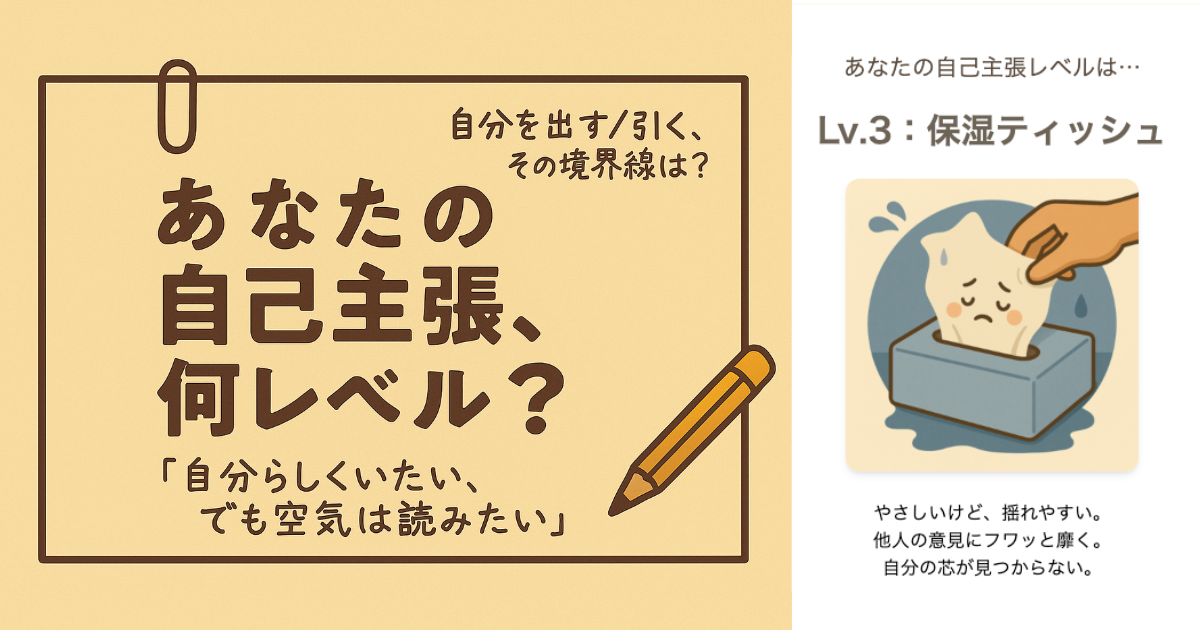 自分を出す/引く、
その境界線は？
あなたの
自己主張、
何レベル？
「自分らしくいたい、
でも空気は読みたい」
あなたの自己主張レベルは…
Lv.3：保湿ティッシュ
やさしいけど、揺れやすい。
他人の意見にフワッと靡く。
自分の芯が見つからない。